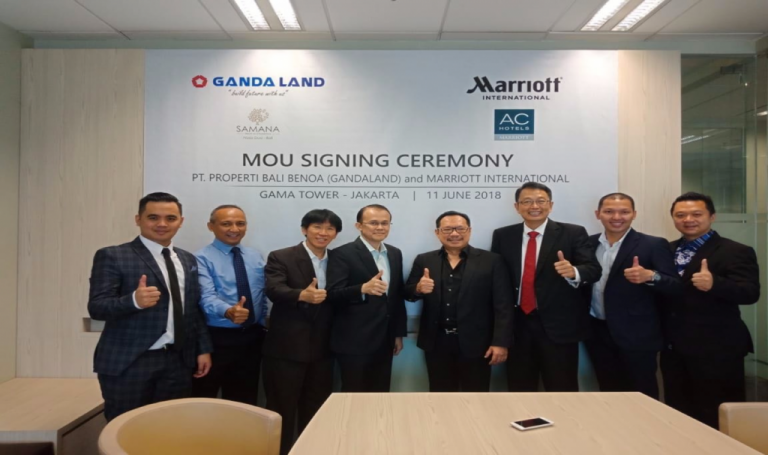 GANDA LAND
"build future with us"
Marriott
INTERNATIONAL
SAMANA
AC
HOTELS
MARRIOTT
MOU SIGNING CEREMONY
PT. PROPERTI BALI BENOA (GANDALAND) and MARRIOTT INTERNATIONAL
GAMA TOWER - JAKARTA | 11 JUNE 2018